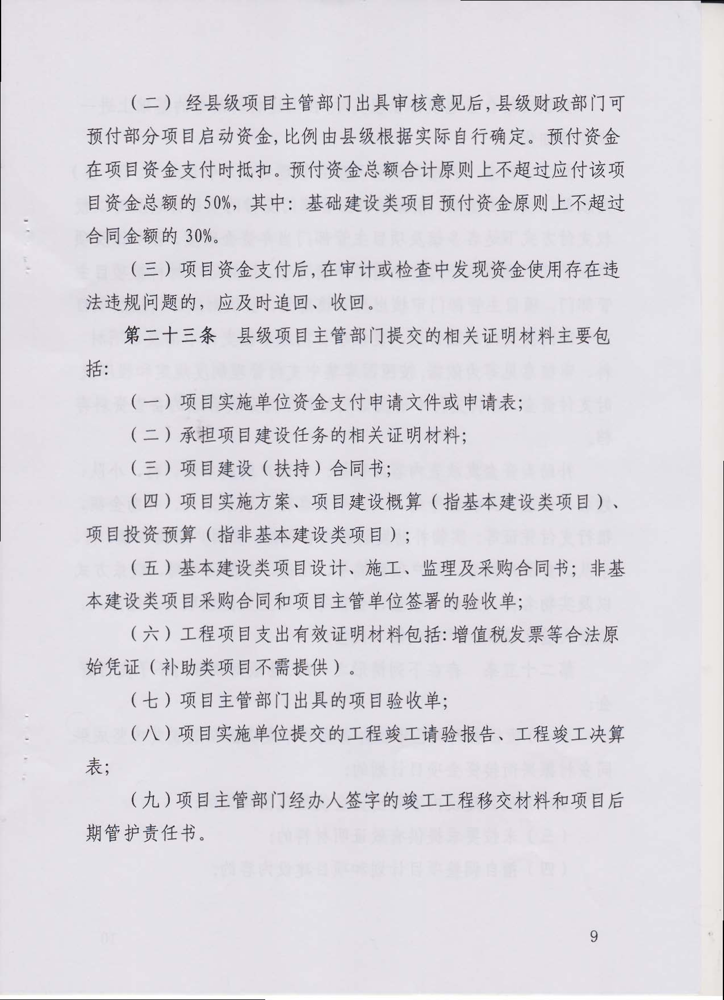 （二） 经县级项目主管部门出具审核意见后,县级财政部门可
预付部分项目启动资金,比例由县级根据实际自行确定。预付资金
在项目资金支付时抵扣。预付资金总额合计原则上不超过应付该项
目资金总额的 50%，其中：基础建设类项目预付资金原则上不超过
合同金额的 30%。
（三）项目资金支付后,在审计或检查中发现资金使用存在违
法违规问题的，应及时追回、收回。
第二十三条　县级项目主管部门提交的相关证明材料主要包
括:
（一）项目实施单位资金支付申请文件或申请表;
（二）承担项目建设任务的相关证明材料;
（三）项目建设（扶持）合同书;
（四）项目实施方案、项目建设概算（指基本建设类项目）、
项目投资预算（指非基本建设类项目）;
（五）基本建设类项目设计、施工、监理及采购合同书；非基
本建设类项目采购合同和项目主管单位签署的验收单;
（六）工程项目支出有效证明材料包括:增值税发票等合法原
始凭证（补助类项目不需提供）。
（七）项目主管部门出具的项目验收单;
（八）项目实施单位提交的工程竣工请验报告、工程竣工决算
表;
（九）项目主管部门经办人签字的竣工工程移交材料和项目后
期管护责任书。
9